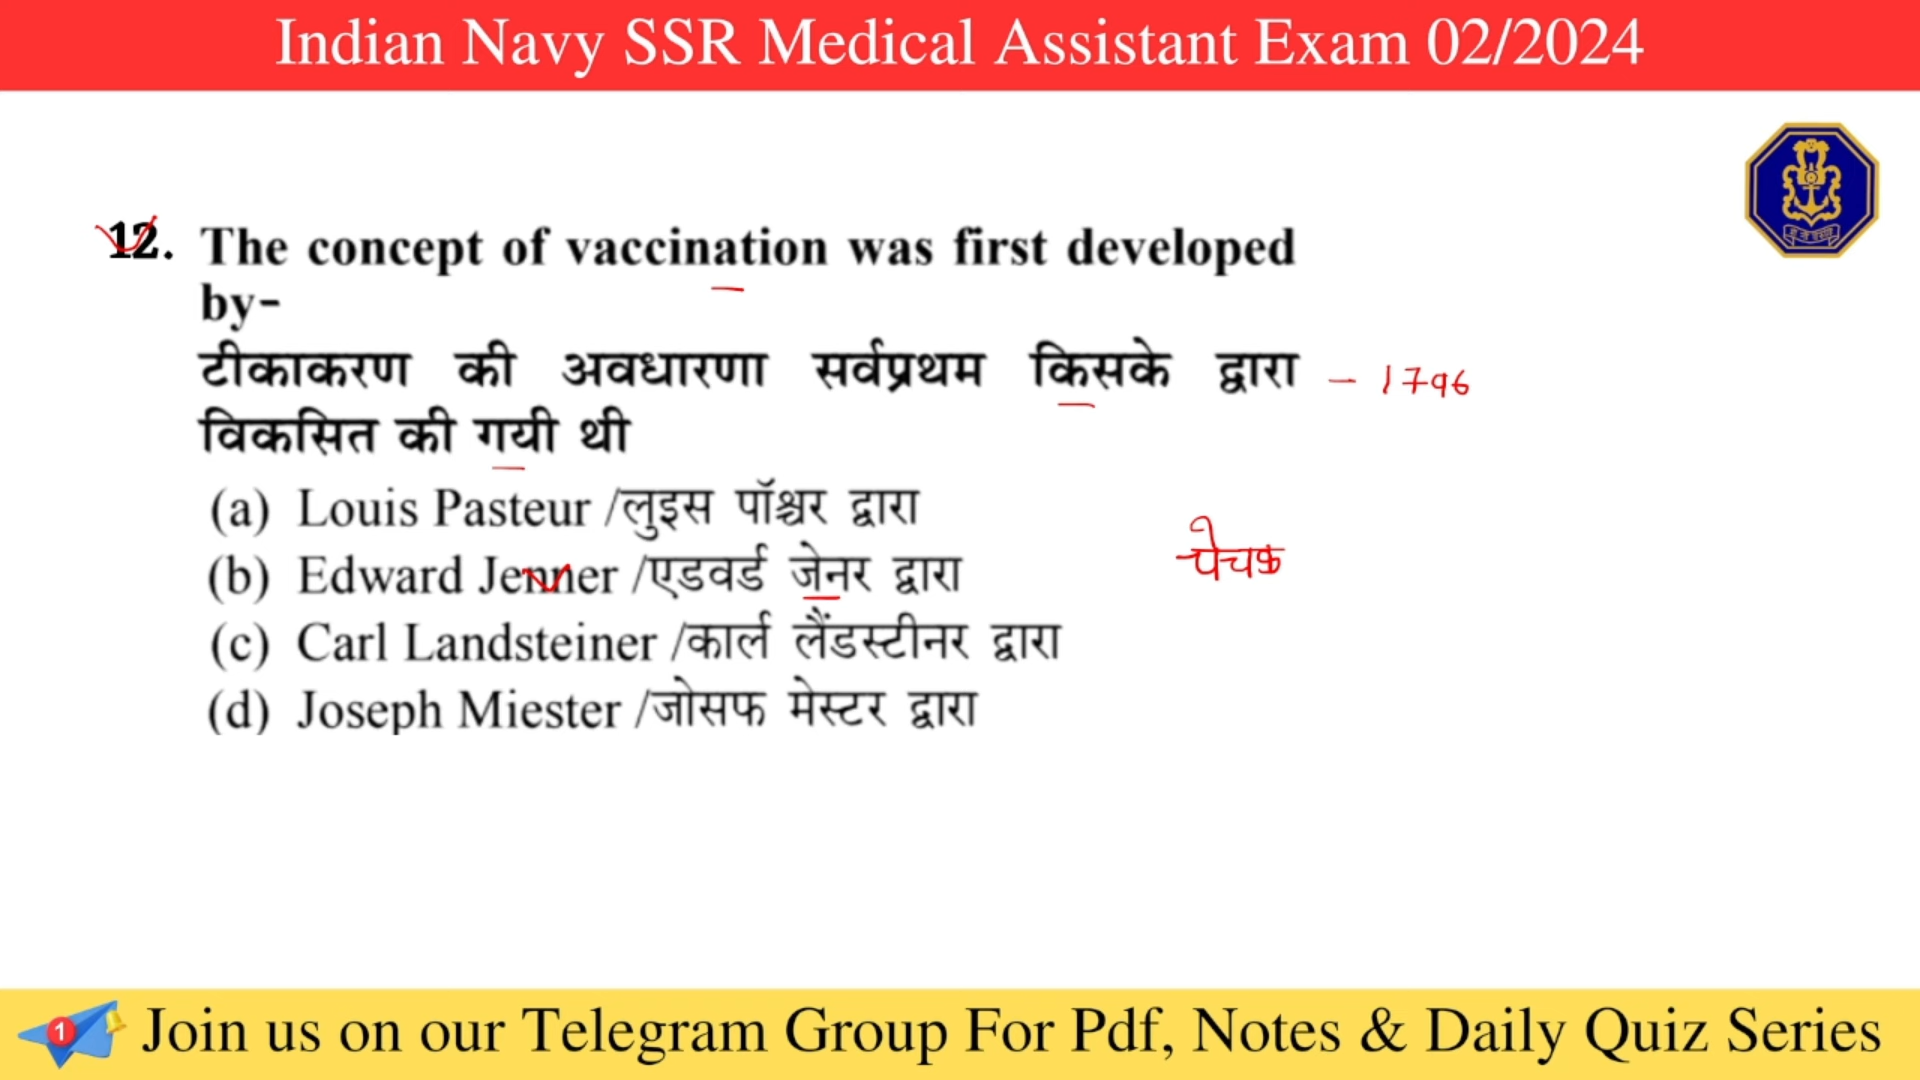 Indian Navy SSR Medical Assistant Exam 02/2024
12. The concept of vaccination was first developed
by-
टीकाकरण की अवधारणा सर्वप्रथम किसके द्वारा - 1796
विकसित की गयी थी
(a) Louis Pasteur /लुइस पॉश्चर द्वारा
(b) Edward Jenner /एडवर्ड जेनर द्वारा
चेचक
(c) Carl Landsteiner /कार्ल लैंडस्टीनर द्वारा
(d) Joseph Miester /जोसफ मेस्टर द्वारा
1 Join us on our Telegram Group For Pdf, Notes & Daily Quiz Series